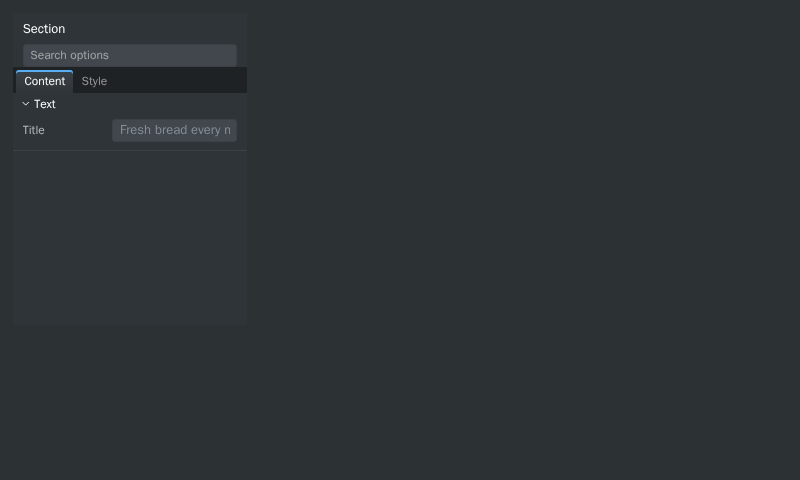 Section
Search options
Content Style
Text
Title Fresh bread every